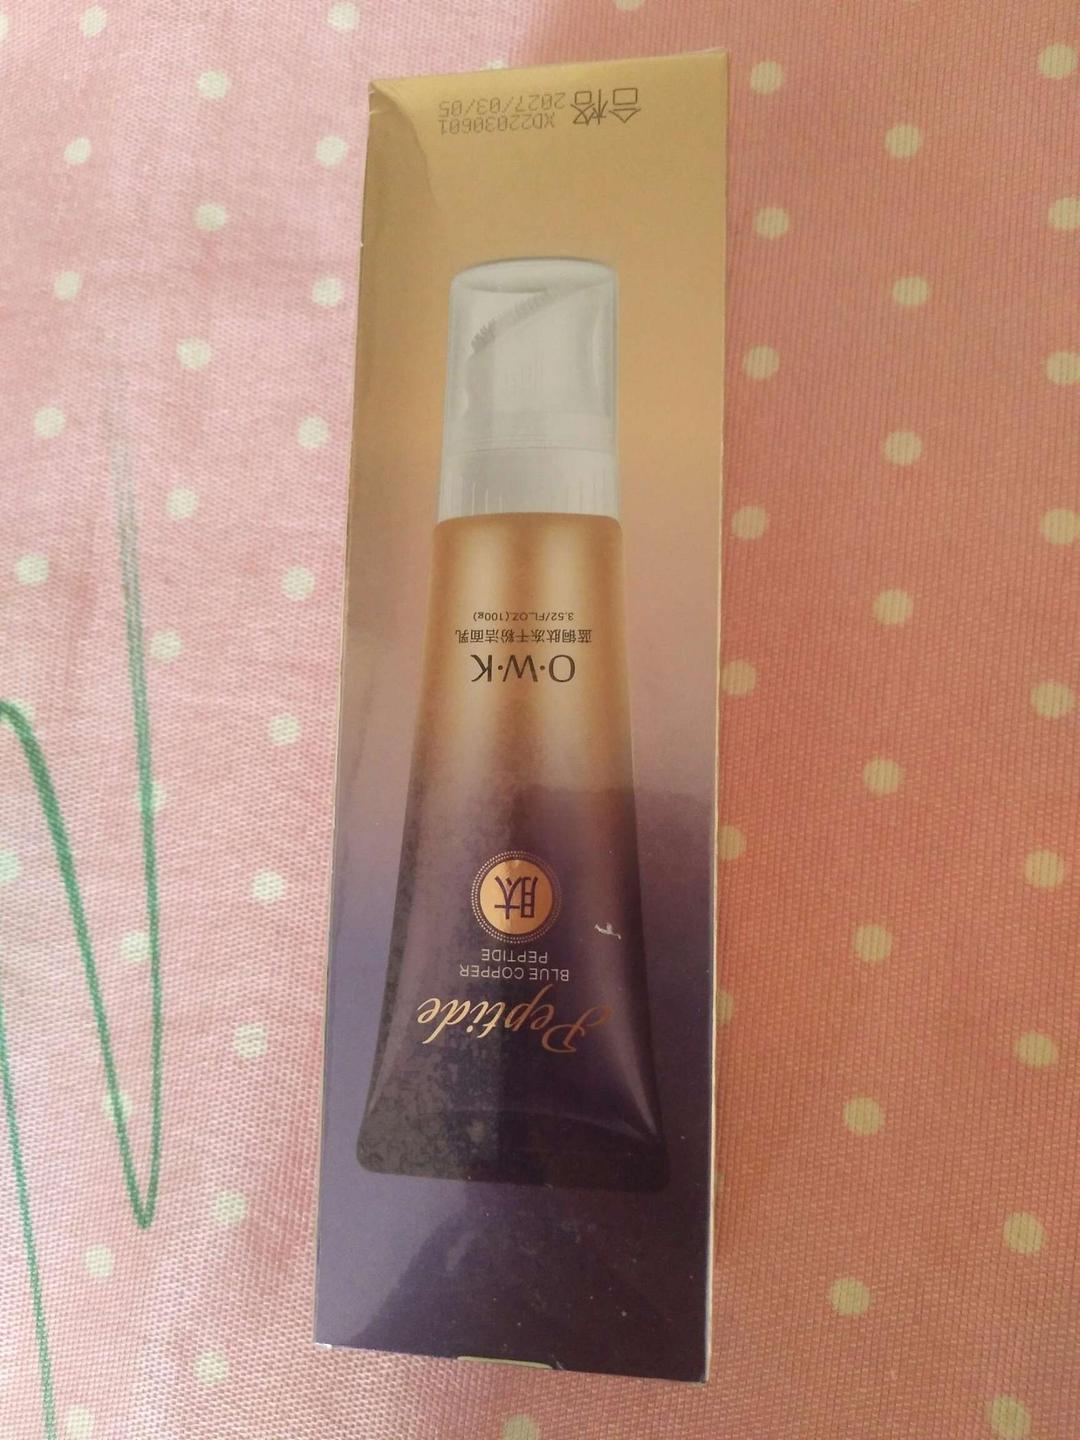 Peptide
BLUE COPPER
PEPTIDE
肽
O·W·K
蓝铜肽冻干粉洁面乳
3.52/FL.OZ.(100g)
合格
XD22030601
2027/03/05